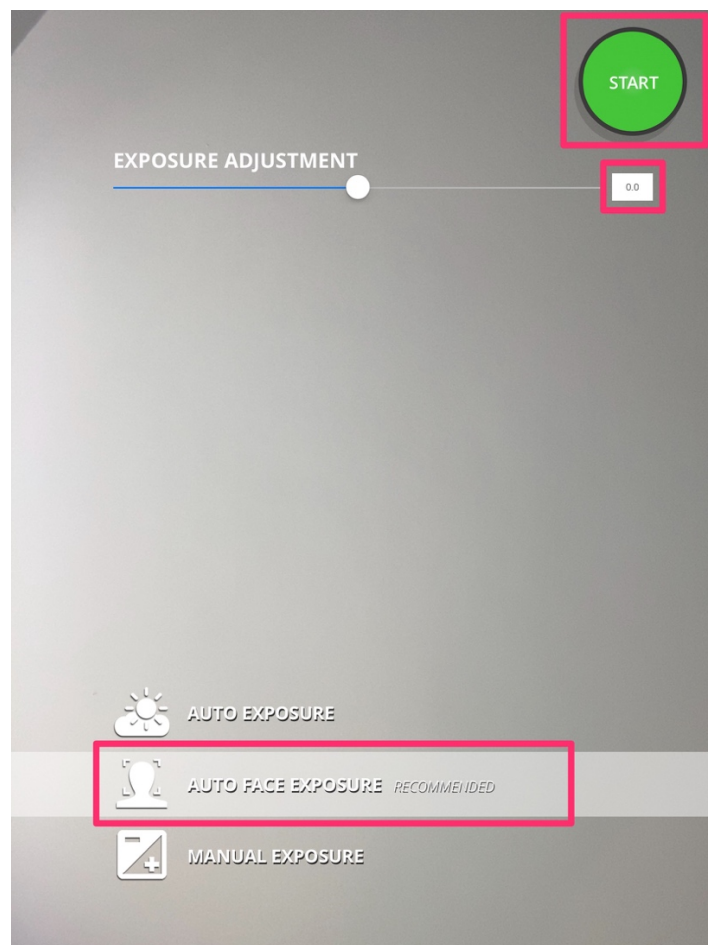 START
EXPOSURE ADJUSTMENT
0.0
AUTO EXPOSURE
AUTO FACE EXPOSURE RECOMMENDED
MANUAL EXPOSURE